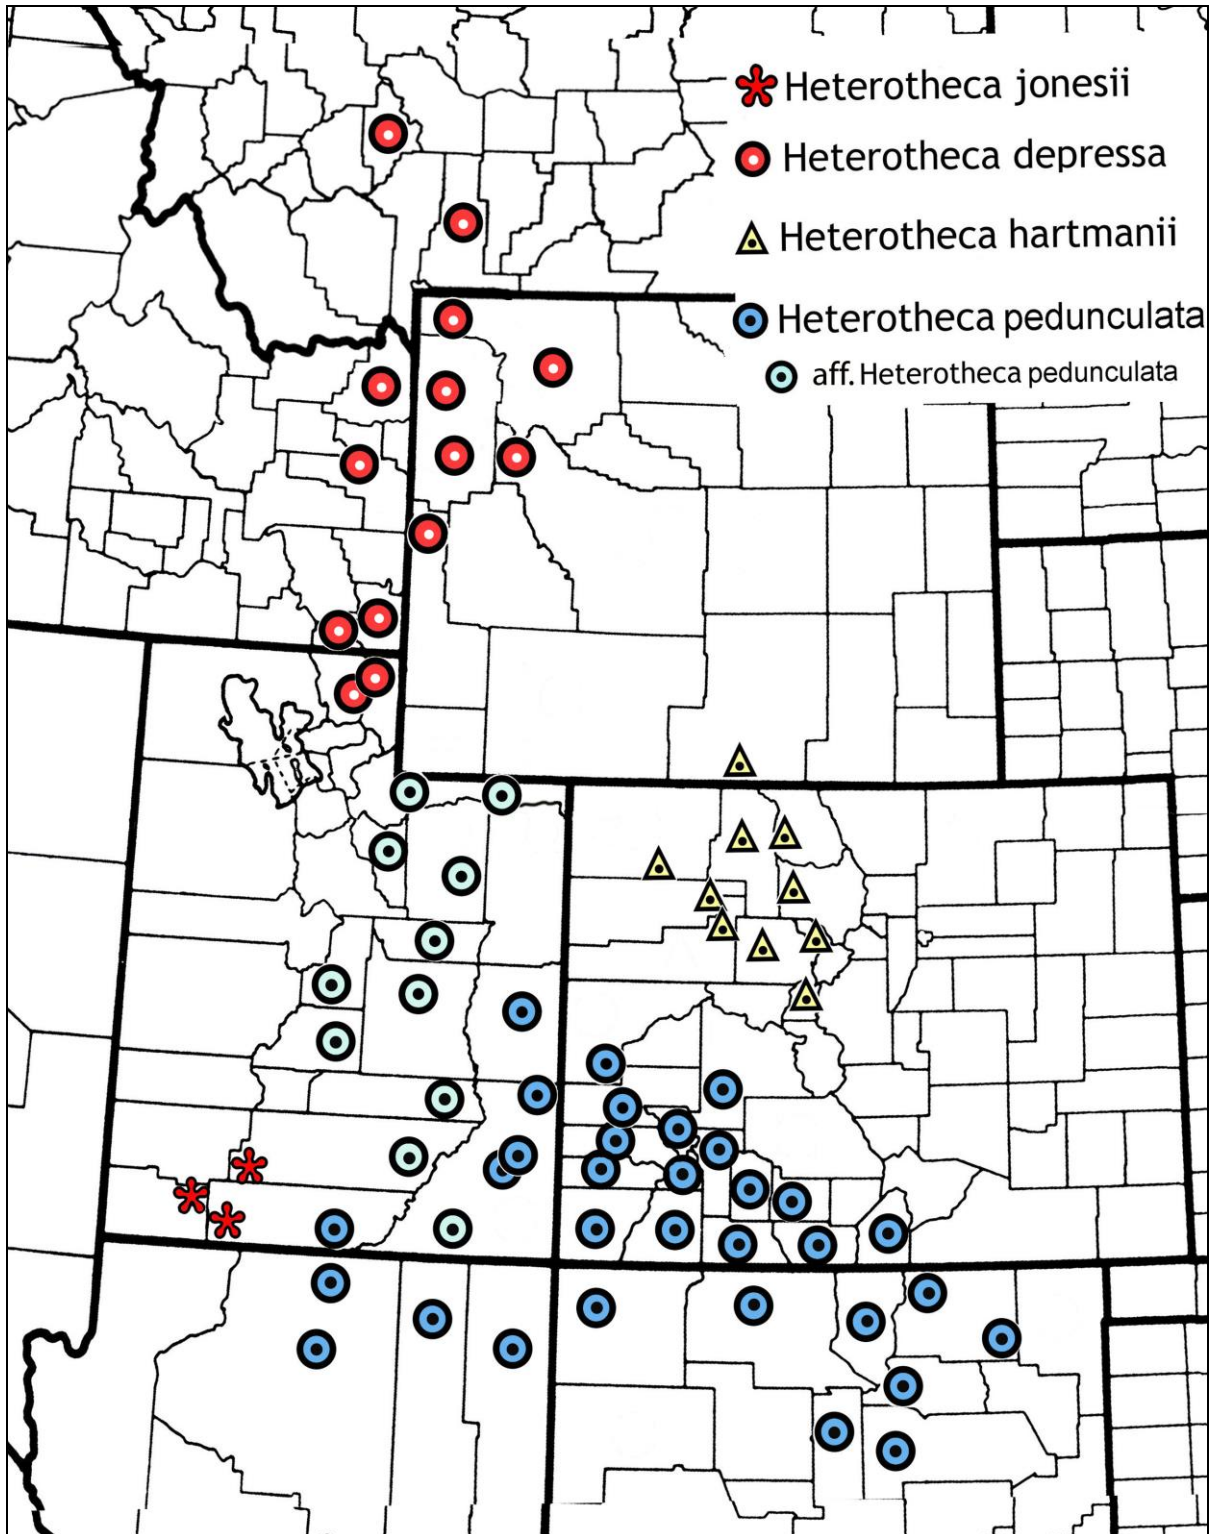 Heterotheca jonesii
Heterotheca depressa
Heterotheca hartmanii
Heterotheca pedunculata
aff. Heterotheca pedunculata